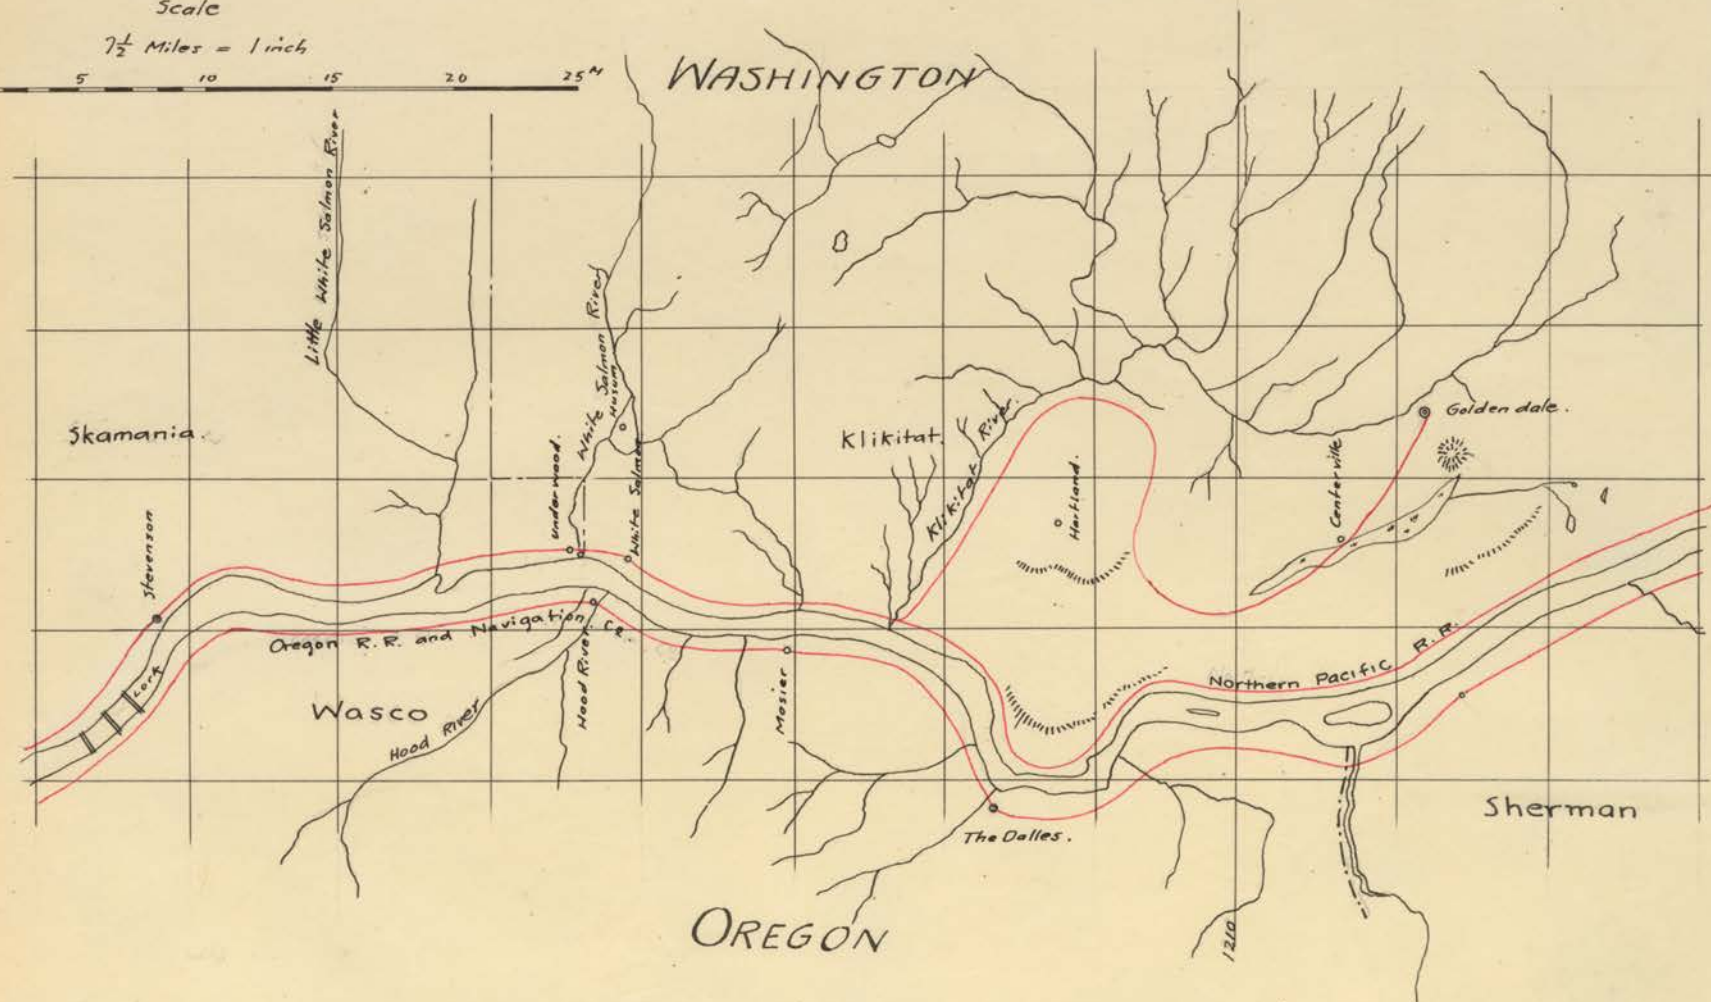 Scale
7½ Miles = 1 inch
5 10 15 20 25 M
WASHINGTON
Little White Salmon River
White Salmon River
Husum
Skamania.
Underwood.
White Salmon
Klikitat.
Klikitat River.
Hartland.
Centerville
Goldendale.
Stevenson
Lock
Oregon R.R. and Navigation. Co.
Northern Pacific R.R.
Wasco
Hood River
Hood River
Mosier
The Dalles.
Sherman
OREGON
1210